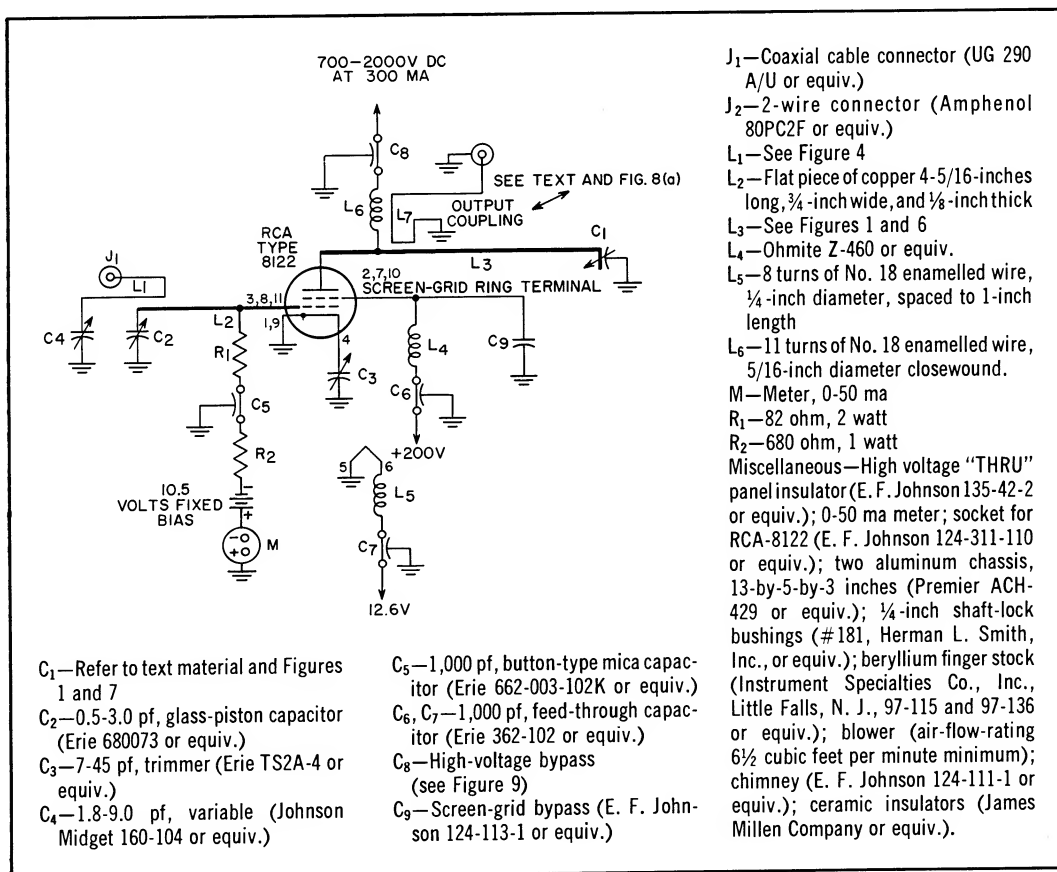 700–2000V DC
AT 300 MA
C8
SEE TEXT AND FIG. 8(a)
L6
L7
OUTPUT
COUPLING
C1
RCA
TYPE
8122
J1
L1
L3
2,7,10
SCREEN-GRID RING TERMINAL
3,8,11
L2
1,9
4
C4
C2
R1
L4
C9
C3
C6
C5
R2
+200V
5
6
10.5
VOLTS FIXED
BIAS
−
+
L5
−
+
M
C7
12.6V
C1—Refer to text material and Figures
1 and 7
C2—0.5-3.0 pf, glass-piston capacitor
(Erie 680073 or equiv.)
C3—7-45 pf, trimmer (Erie TS2A-4 or
equiv.)
C4—1.8-9.0 pf, variable (Johnson
Midget 160-104 or equiv.)
C5—1,000 pf, button-type mica capac-
itor (Erie 662-003-102K or equiv.)
C6, C7—1,000 pf, feed-through capac-
itor (Erie 362-102 or equiv.)
C8—High-voltage bypass
(see Figure 9)
C9—Screen-grid bypass (E. F. John-
son 124-113-1 or equiv.)
J1—Coaxial cable connector (UG 290
A/U or equiv.)
J2—2-wire connector (Amphenol
80PC2F or equiv.)
L1—See Figure 4
L2—Flat piece of copper 4-5/16-inches
long, ¾-inch wide, and ⅛-inch thick
L3—See Figures 1 and 6
L4—Ohmite Z-460 or equiv.
L5—8 turns of No. 18 enamelled wire,
¼-inch diameter, spaced to 1-inch
length
L6—11 turns of No. 18 enamelled wire,
5/16-inch diameter closewound.
M—Meter, 0-50 ma
R1—82 ohm, 2 watt
R2—680 ohm, 1 watt
Miscellaneous—High voltage "THRU"
panel insulator (E. F. Johnson 135-42-2
or equiv.); 0-50 ma meter; socket for
RCA-8122 (E. F. Johnson 124-311-110
or equiv.); two aluminum chassis,
13-by-5-by-3 inches (Premier ACH-
429 or equiv.); ¼-inch shaft-lock
bushings (#181, Herman L. Smith,
Inc., or equiv.); beryllium finger stock
(Instrument Specialties Co., Inc.,
Little Falls, N. J., 97-115 and 97-136
or equiv.); blower (air-flow-rating
6½ cubic feet per minute minimum);
chimney (E. F. Johnson 124-111-1 or
equiv.); ceramic insulators (James
Millen Company or equiv.).